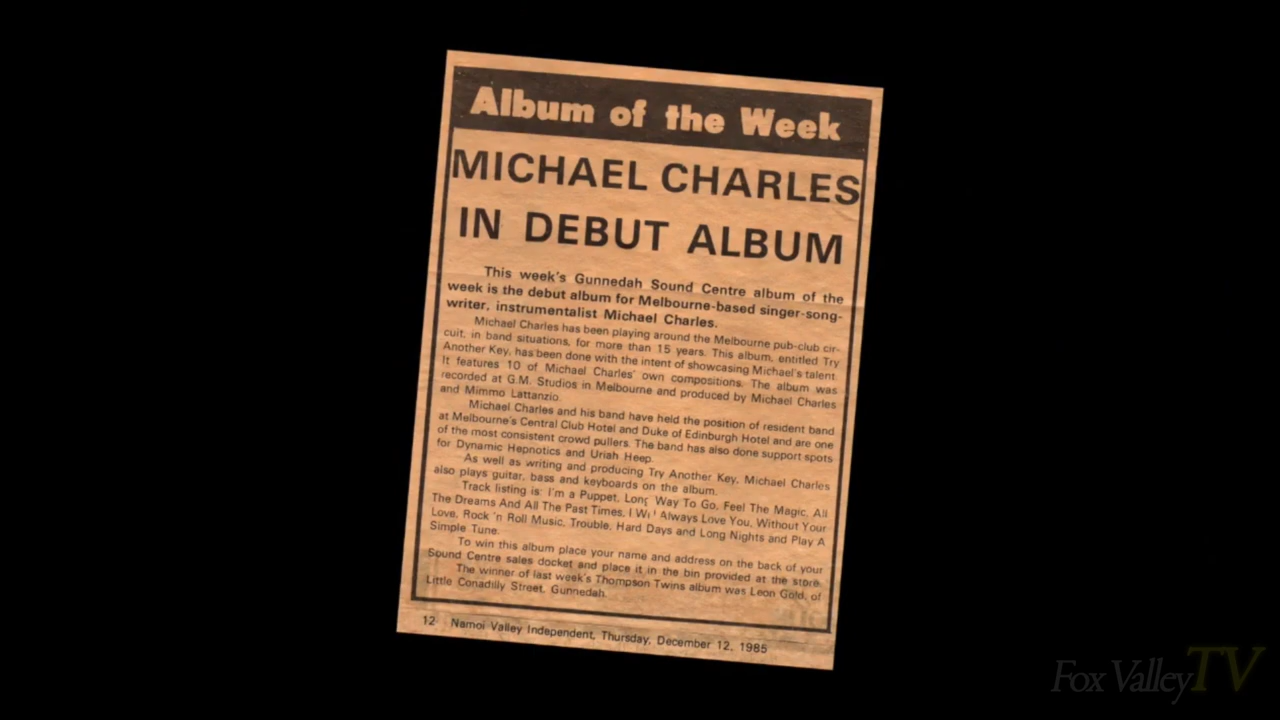 Album of the Week
MICHAEL CHARLES
IN DEBUT ALBUM
This week's Gunnedah Sound Centre album of the
week is the debut album for Melbourne-based singer-song-
writer, instrumentalist Michael Charles.
Michael Charles has been playing around the Melbourne pub-club cir-
cuit, in band situations, for more than 15 years. This album, entitled Try
Another Key, has been done with the intent of showcasing Michael's talent.
It features 10 of Michael Charles' own compositions. The album was
recorded at G.M. Studios in Melbourne and produced by Michael Charles
and Mimmo Lattanzio.
Michael Charles and his band have held the position of resident band
at Melbourne's Central Club Hotel and Duke of Edinburgh Hotel and are one
of the most consistent crowd pullers. The band has also done support spots
for Dynamic Hepnotics and Uriah Heep.
As well as writing and producing Try Another Key, Michael Charles
also plays guitar, bass and keyboards on the album.
Track listing is: I'm a Puppet, Long Way To Go, Feel The Magic, All
The Dreams And All The Past Times, I Will Always Love You, Without Your
Love, Rock 'n Roll Music, Trouble, Hard Days and Long Nights and Play A
Simple Tune.
To win this album place your name and address on the back of your
Sound Centre sales docket and place it in the bin provided at the store.
The winner of last week's Thompson Twins album was Leon Gold, of
Little Conadilly Street, Gunnedah.
12 Namoi Valley Independent, Thursday, December 12, 1985
Fox Valley TV